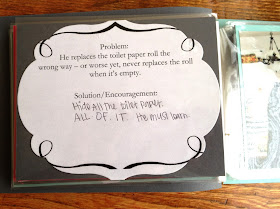 Problem:
He replaces the toilet paper roll the
wrong way – or worse yet, never replaces the roll
when it's empty.
Solution/Encouragement:
Hide All the toilet paper.
ALL OF IT. He must learn.